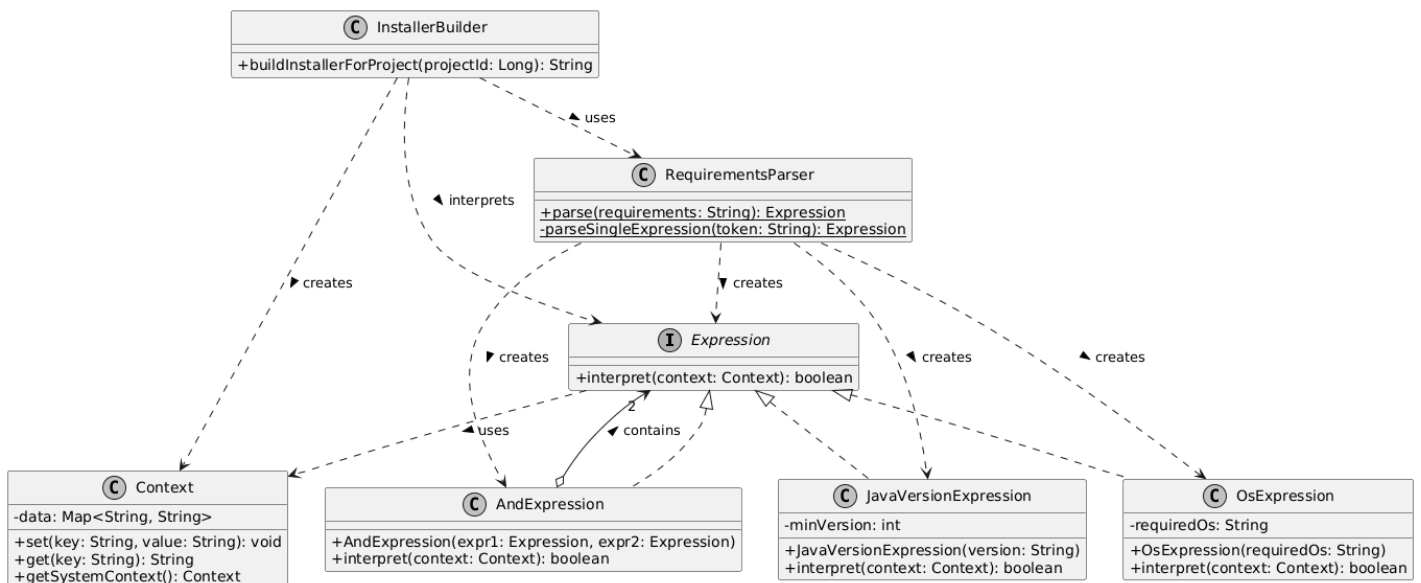 C InstallerBuilder
+buildInstallerForProject(projectId: Long): String
uses
C RequirementsParser
+parse(requirements: String): Expression
-parseSingleExpression(token: String): Expression
interprets
creates
creates
I Expression
+interpret(context: Context): boolean
creates
creates
creates
2
uses
contains
C Context
-data: Map<String, String>
+set(key: String, value: String): void
+get(key: String): String
+getSystemContext(): Context
C AndExpression
+AndExpression(expr1: Expression, expr2: Expression)
+interpret(context: Context): boolean
C JavaVersionExpression
-minVersion: int
+JavaVersionExpression(version: String)
+interpret(context: Context): boolean
C OsExpression
-requiredOs: String
+OsExpression(requiredOs: String)
+interpret(context: Context): boolean